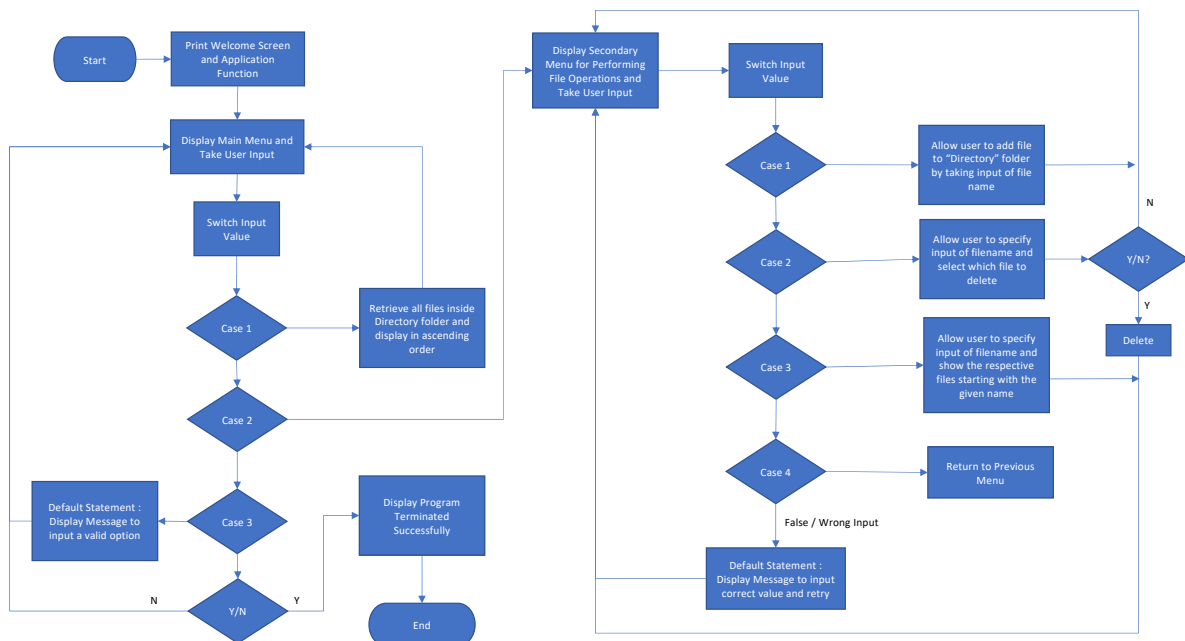 Start
Print Welcome Screen
and Application
Function
Display Main Menu and
Take User Input
Switch Input
Value
Case 1
Retrieve all files inside
Directory folder and
display in ascending
order
Case 2
Case 3
Default Statement :
Display Message to
input a valid option
Y/N
N
Y
Display Program
Terminated
Successfully
End
Display Secondary
Menu for Performing
File Operations and
Take User Input
Switch Input
Value
Case 1
Allow user to add file
to “Directory” folder
by taking input of file
name
Case 2
Allow user to specify
input of filename and
select which file to
delete
Y/N?
N
Y
Delete
Case 3
Allow user to specify
input of filename and
show the respective
files starting with the
given name
Case 4
Return to Previous
Menu
False / Wrong Input
Default Statement :
Display Message to input
correct value and retry